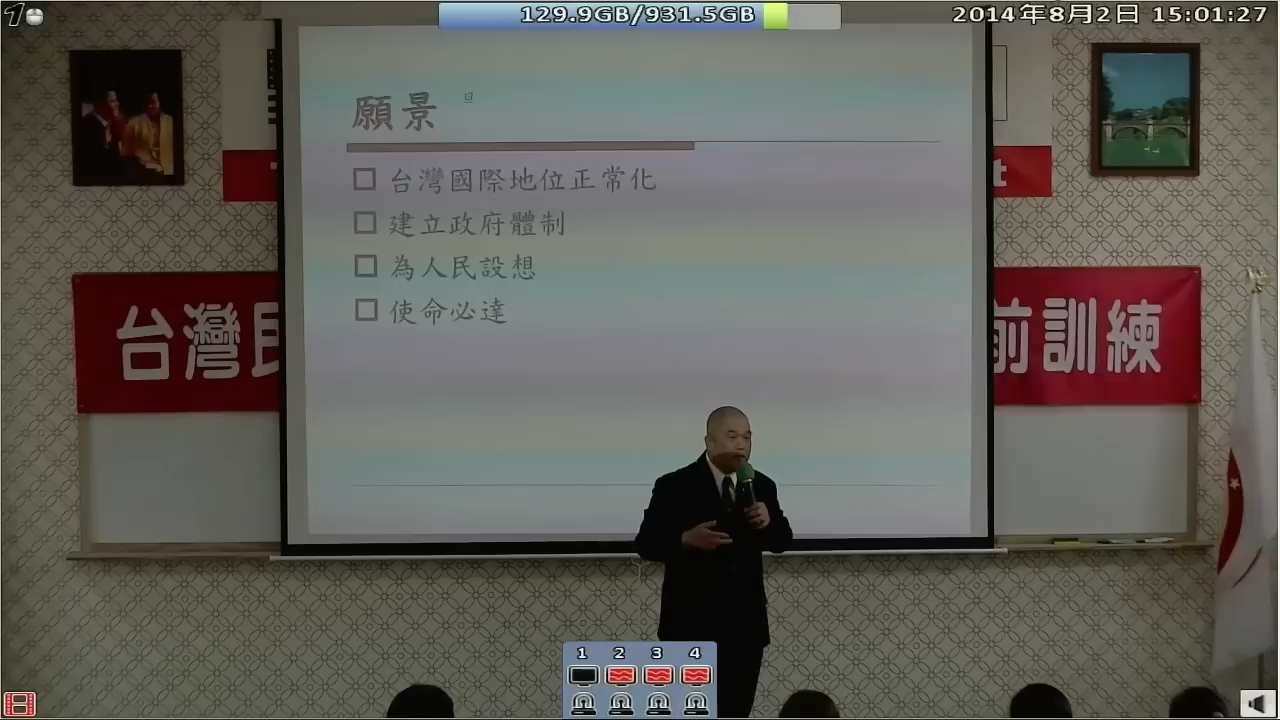 129.9GB/931.5GB
2014年8月2日 15:01:27
願景
台灣國際地位正常化
建立政府體制
為人民設想
使命必達
t
台灣民
前訓練
1 2 3 4